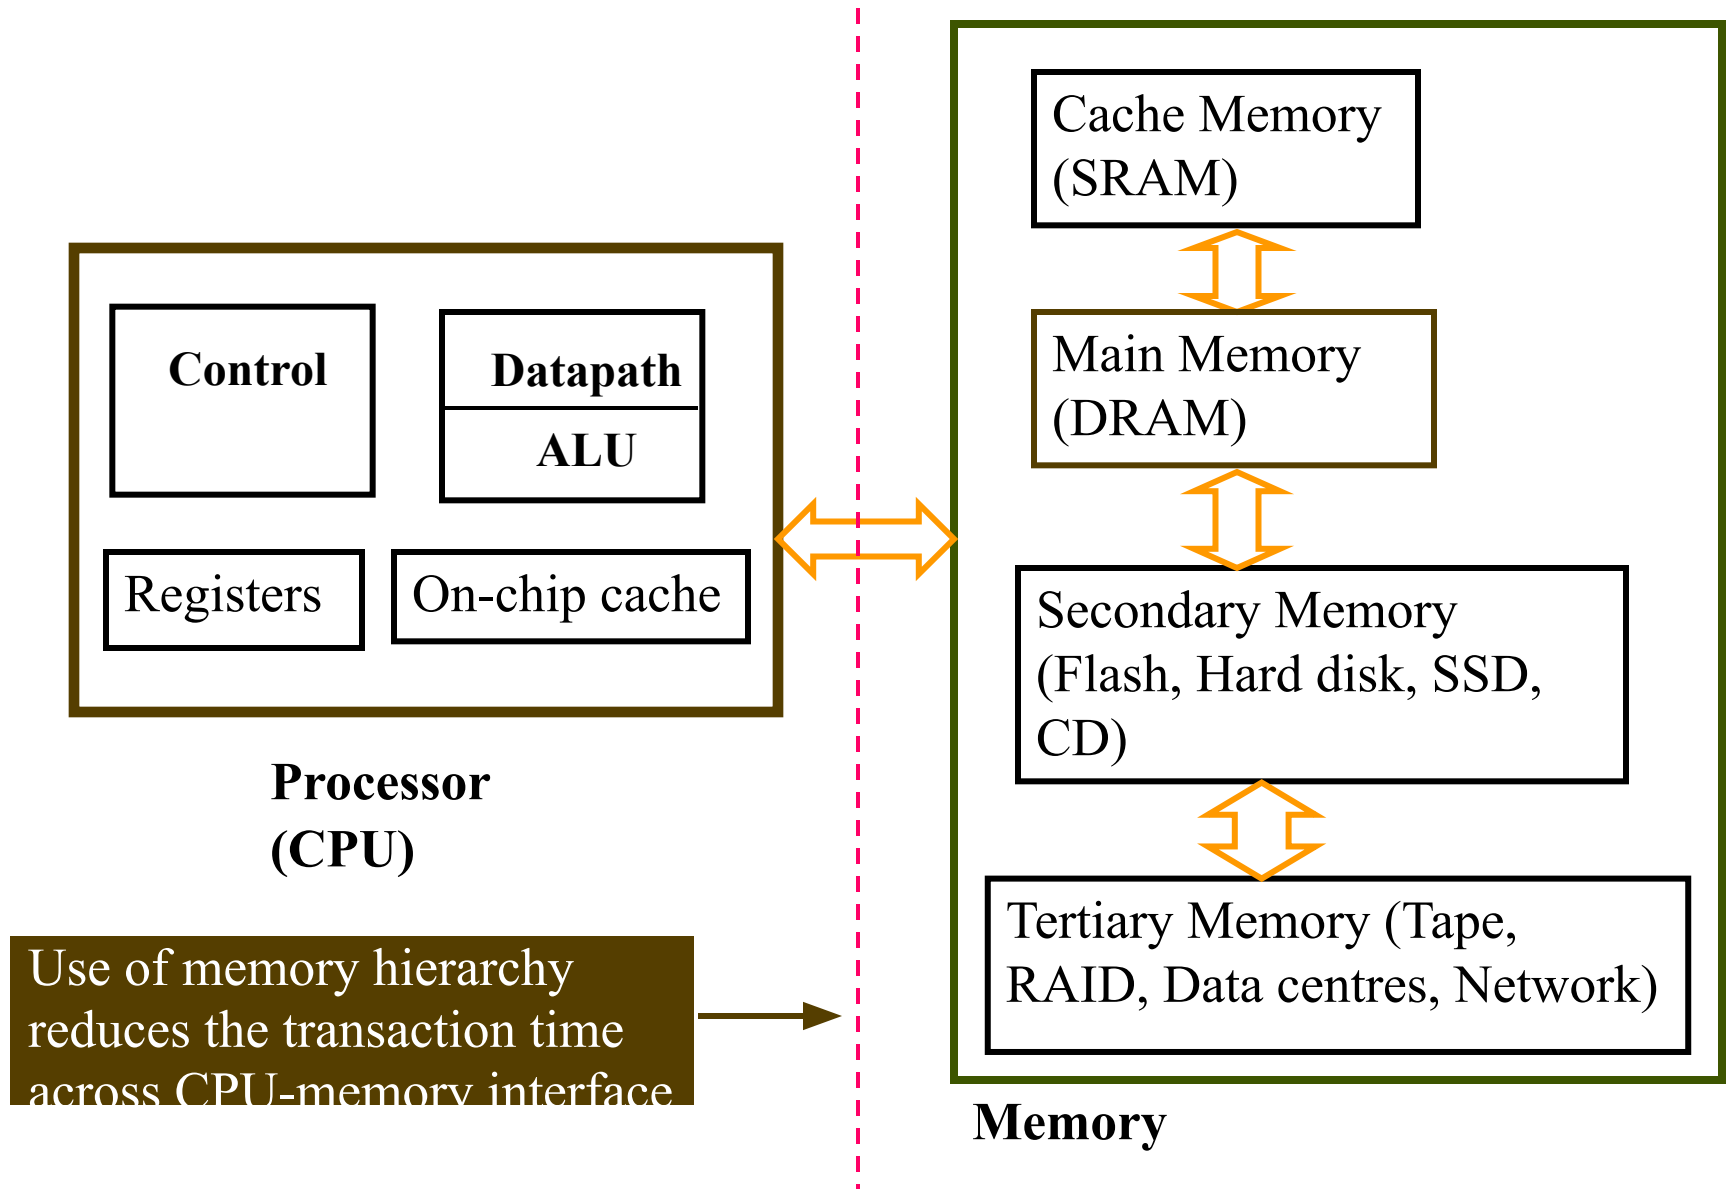 Control
Datapath
ALU
Registers
On-chip cache
Processor
(CPU)
Use of memory hierarchy
reduces the transaction time
across CPU-memory interface
Cache Memory
(SRAM)
Main Memory
(DRAM)
Secondary Memory
(Flash, Hard disk, SSD,
CD)
Tertiary Memory (Tape,
RAID, Data centres, Network)
Memory